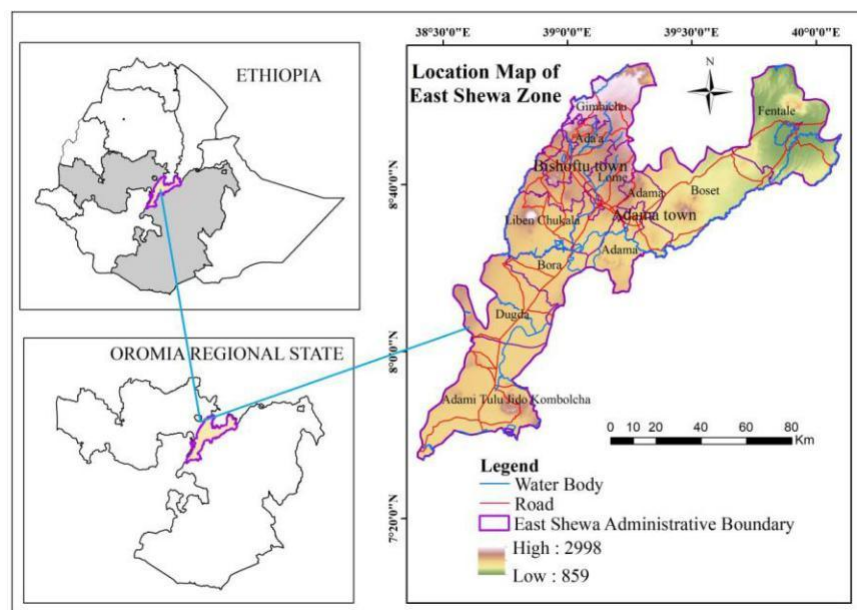 ETHIOPIA
OROMIA REGIONAL STATE
38°30'0"E 39°0'0"E 39°30'0"E 40°0'0"E
Location Map of
East Shewa Zone
N
Gimbichu
Fentale
Ada'a
Bishoftu town
Lome
Adama
Boset
Liben Chukala
Adama town
Adama
Bora
Dugda
Adami Tulu Jido Kombolcha
8°40'0"N
8°0'0"N
7°20'0"N
0 10 20 40 60 80
Km
Legend
Water Body
Road
East Shewa Administrative Boundary
High : 2998
Low : 859